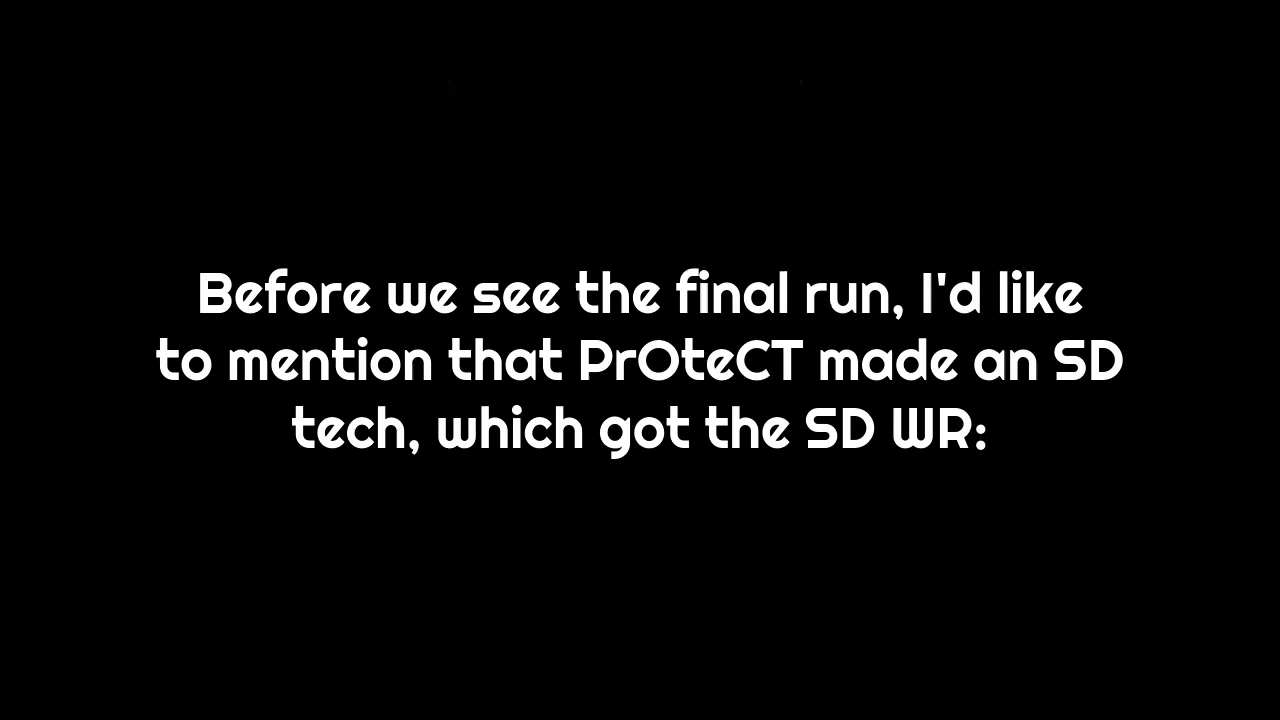 Before we see the final run, I'd like
to mention that PrOteCT made an SD
tech, which got the SD WR: